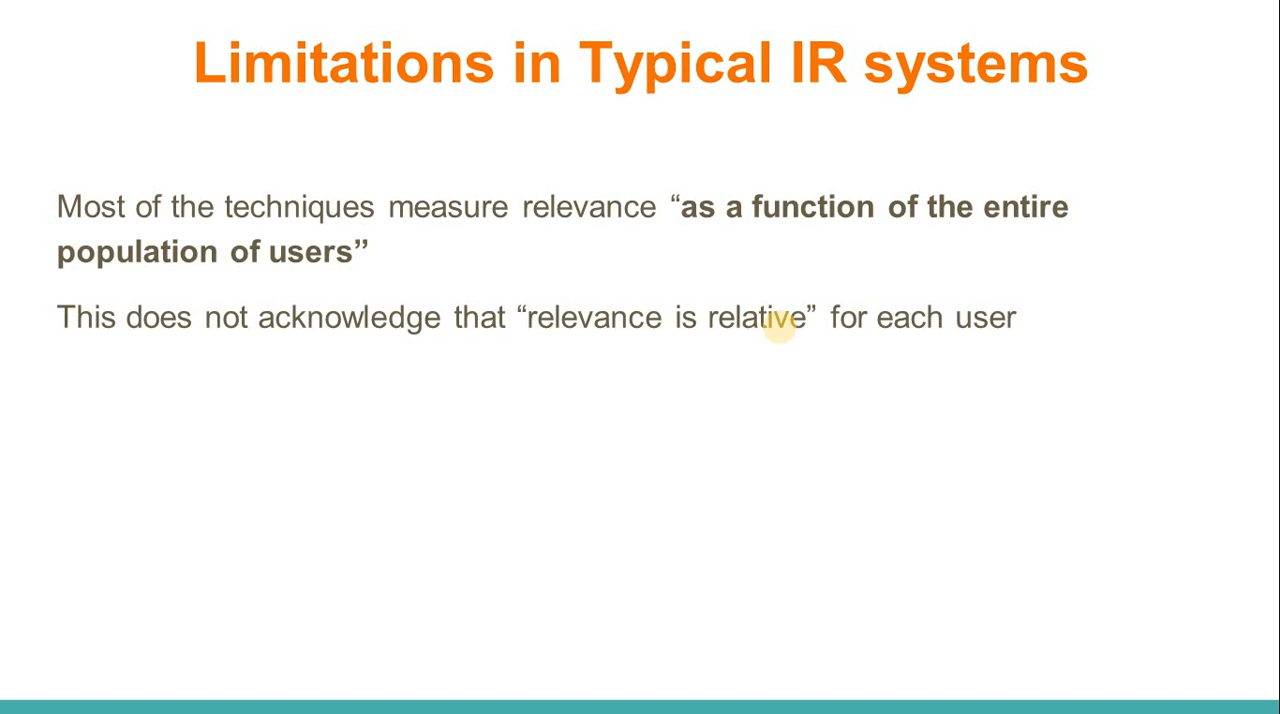 Limitations in Typical IR systems
Most of the techniques measure relevance “as a function of the entire
population of users”
This does not acknowledge that “relevance is relative” for each user